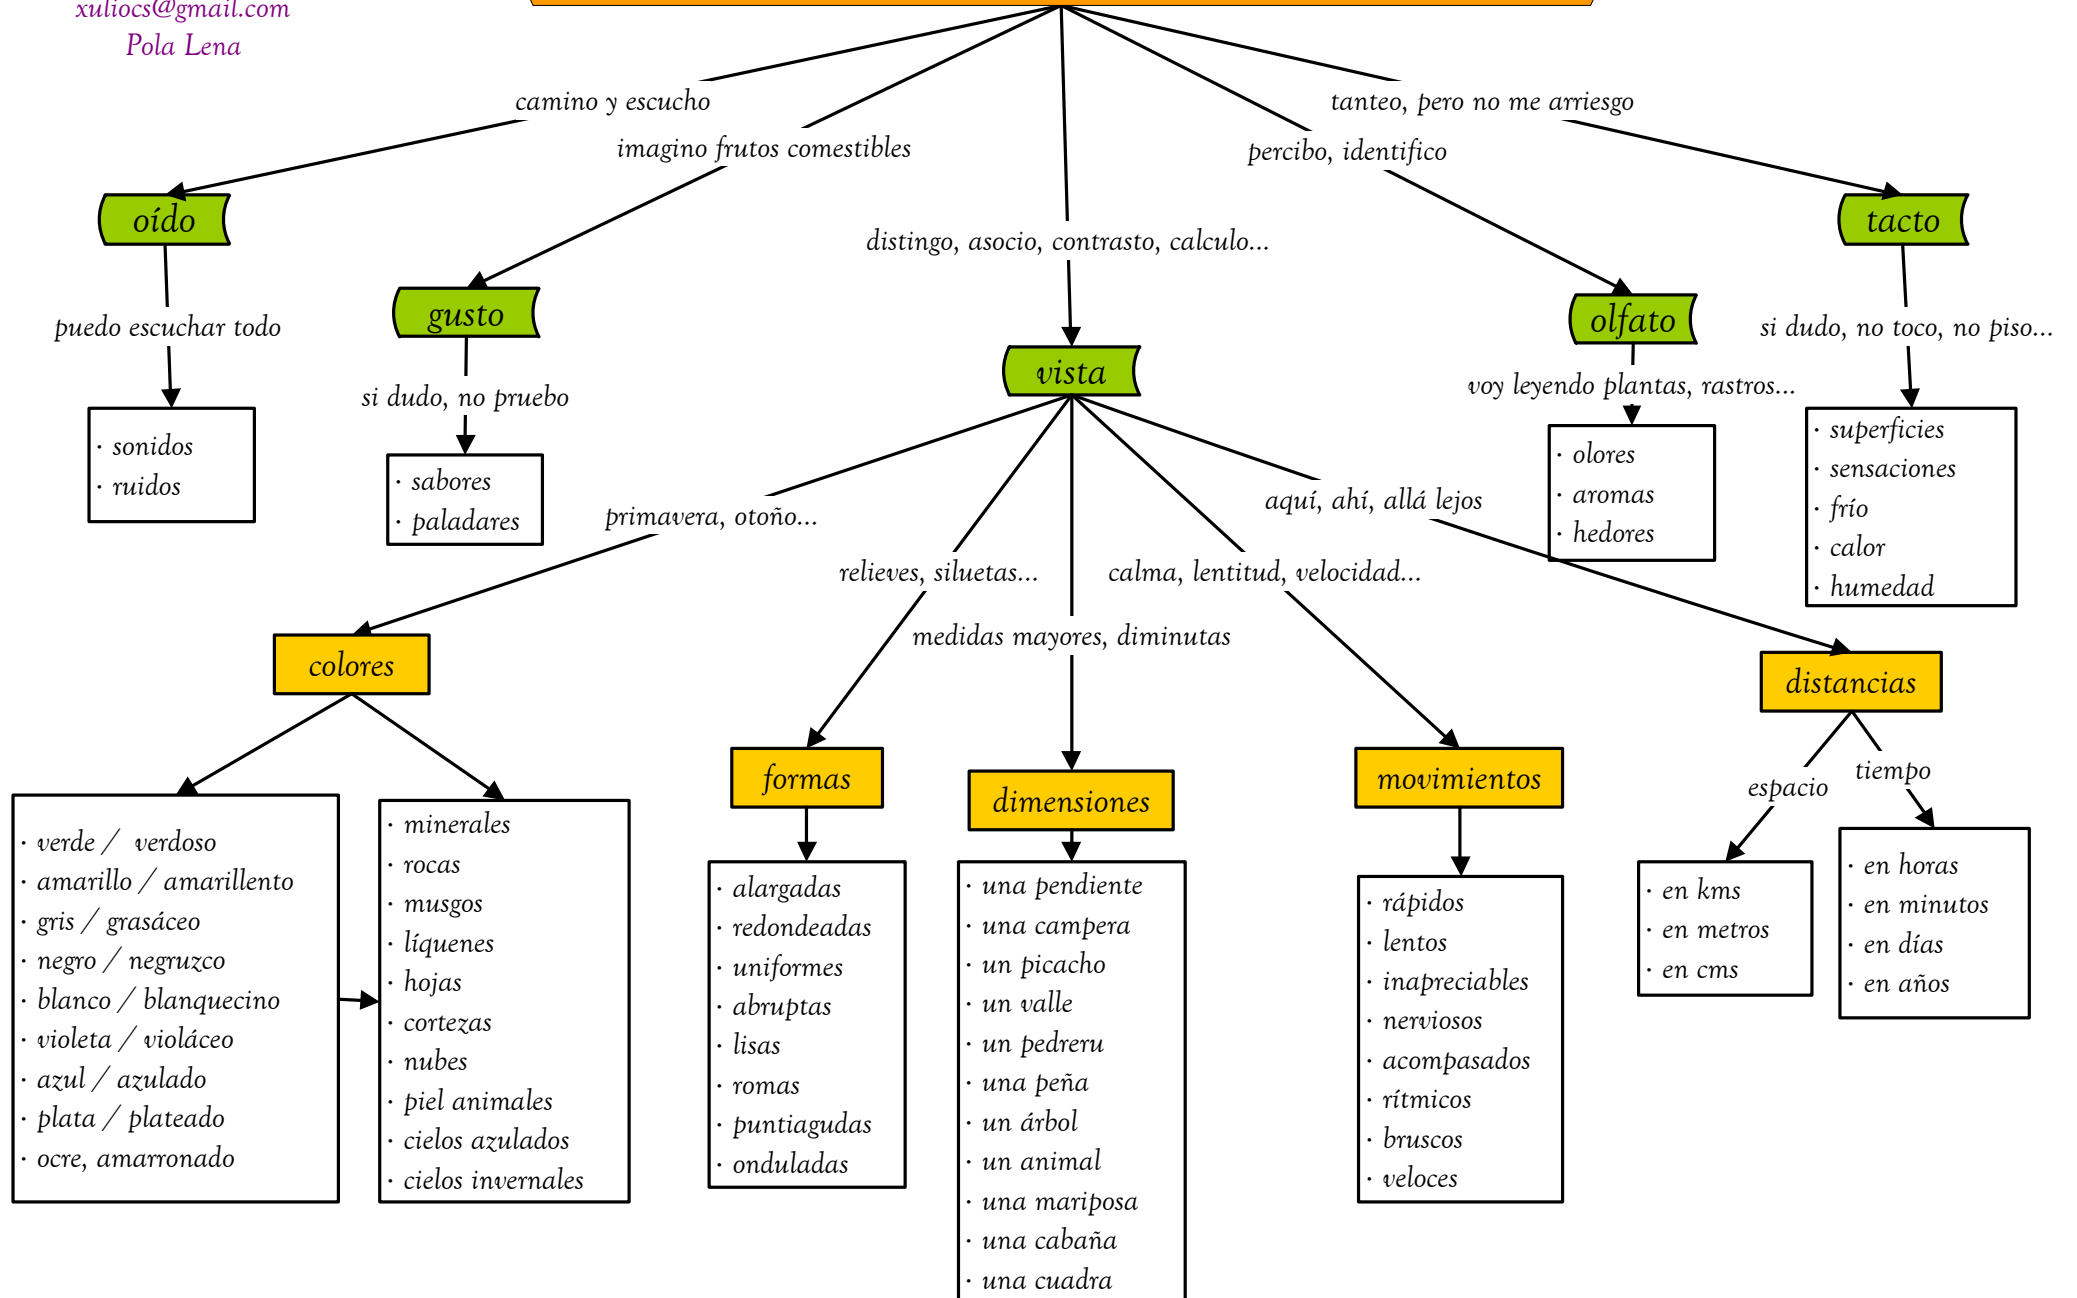 xuliocs@gmail.com
Pola Lena
camino y escucho
tanteo, pero no me arriesgo
imagino frutos comestibles
percibo, identifico
oído
tacto
distingo, asocio, contrasto, calculo...
gusto
olfato
puedo escuchar todo
si dudo, no toco, no piso...
vista
si dudo, no pruebo
voy leyendo plantas, rastros...
· sonidos
· ruidos
· sabores
· paladares
· olores
· aromas
· hedores
· superficies
· sensaciones
· frío
· calor
· humedad
primavera, otoño...
aquí, ahí, allá lejos
relieves, siluetas...
calma, lentitud, velocidad...
medidas mayores, diminutas
colores
distancias
formas
dimensiones
movimientos
espacio
tiempo
· verde / verdoso
· amarillo / amarillento
· gris / grasáceo
· negro / negruzco
· blanco / blanquecino
· violeta / violáceo
· azul / azulado
· plata / plateado
· ocre, amarronado
· minerales
· rocas
· musgos
· líquenes
· hojas
· cortezas
· nubes
· piel animales
· cielos azulados
· cielos invernales
· alargadas
· redondeadas
· uniformes
· abruptas
· lisas
· romas
· puntiagudas
· onduladas
· una pendiente
· una campera
· un picacho
· un valle
· un pedreru
· una peña
· un árbol
· un animal
· una mariposa
· una cabaña
· una cuadra
· rápidos
· lentos
· inapreciables
· nerviosos
· acompasados
· rítmicos
· bruscos
· veloces
· en kms
· en metros
· en cms
· en horas
· en minutos
· en días
· en años